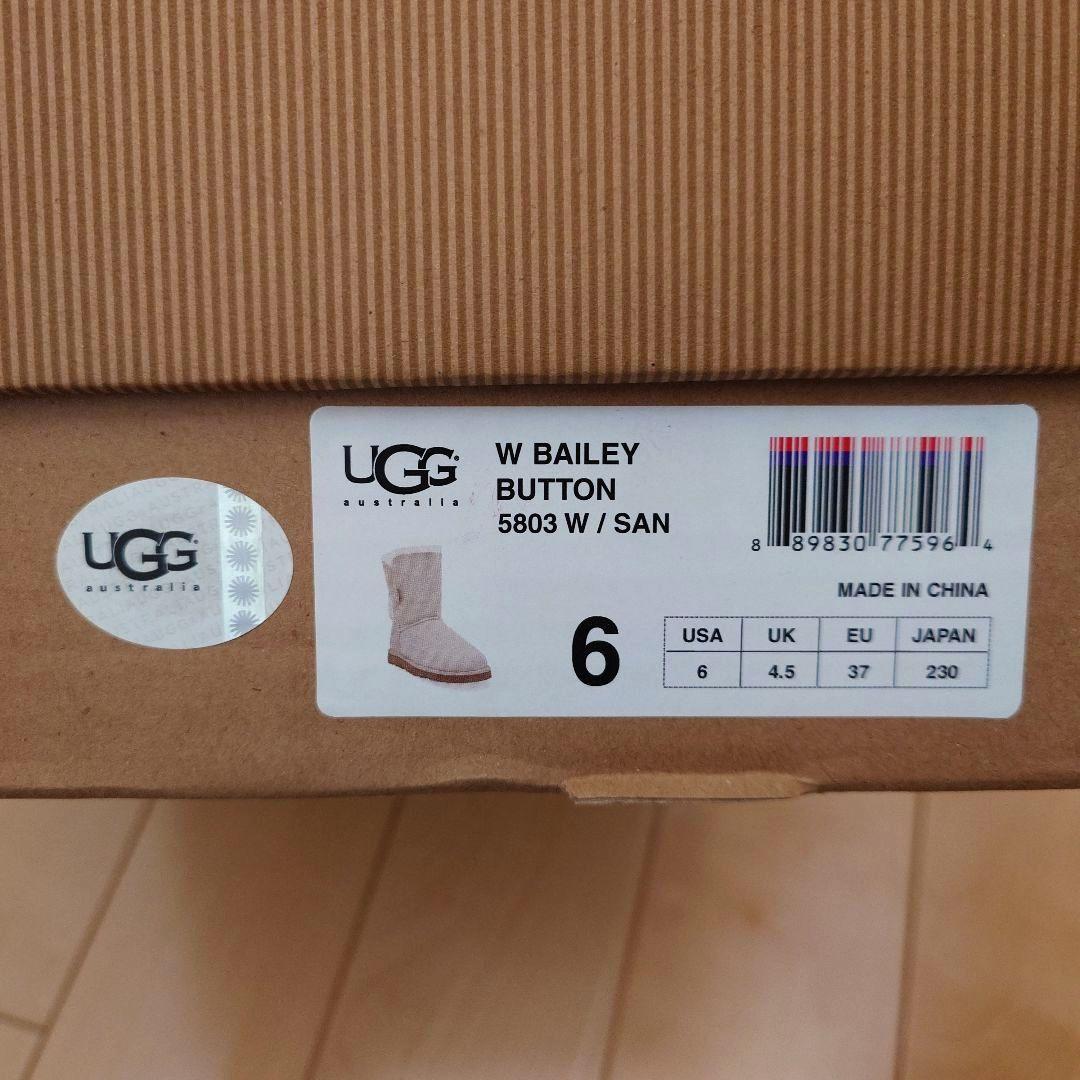 UGG
australia
UGG
australia
W BAILEY
BUTTON
5803 W / SAN
8 89830 77596 4
MADE IN CHINA
6
USA UK EU JAPAN
6 4.5 37 230